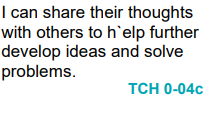 I can share their thoughts
with others to h`elp further
develop ideas and solve
problems.
TCH 0-04c